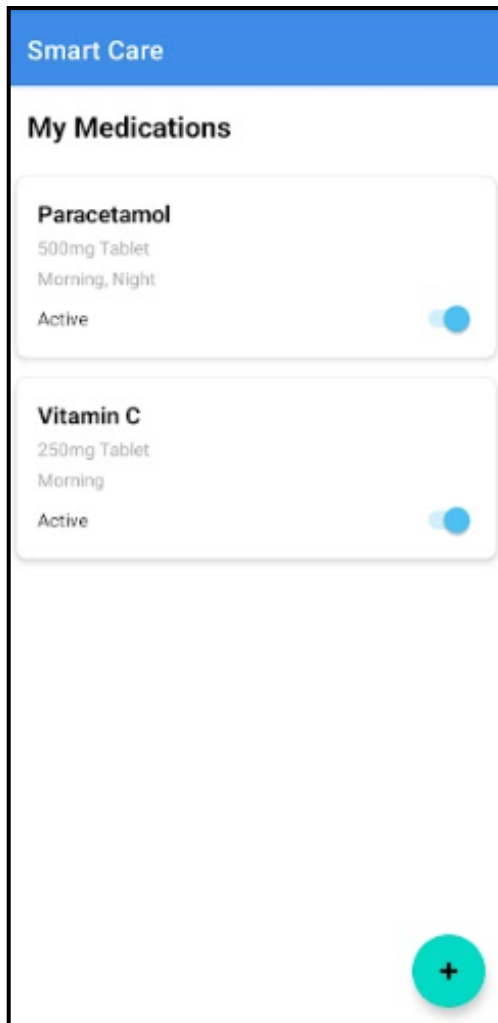 Smart Care
My Medications
Paracetamol
500mg Tablet
Morning, Night
Active
Vitamin C
250mg Tablet
Morning
Active
+